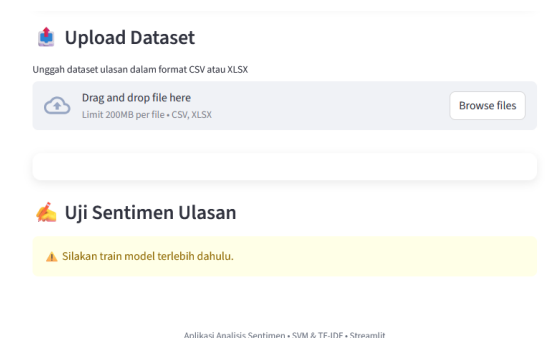 Upload Dataset
Unggah dataset ulasan dalam format CSV atau XLSX
Drag and drop file here
Limit 200MB per file • CSV, XLSX
Browse files
Uji Sentimen Ulasan
Silakan train model terlebih dahulu.
Aplikasi Analisis Sentimen • SVM & TF-IDF • Streamlit